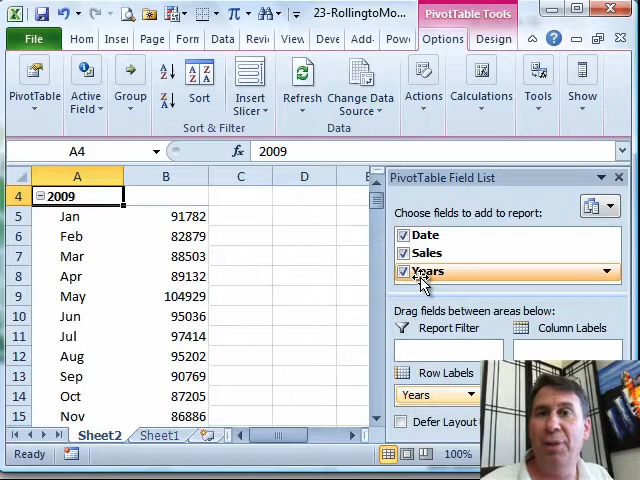 23-RollingtoMo...
PivotTable Tools
File
Hom
Inser
Page
Form
Data
Revi
View
Deve
Add-
Powe
Options
Design
PivotTable
Active
Field
Group
Sort
Insert
Slicer
Refresh
Change Data
Source
Actions
Calculations
Tools
Show
Sort & Filter
Data
A4
fx
2009
A
B
C
D
E
4 2009
5 Jan 91782
6 Feb 82879
7 Mar 88503
8 Apr 89132
9 May 104929
10 Jun 95036
11 Jul 97414
12 Aug 95202
13 Sep 90769
14 Oct 87205
15 Nov 86886
PivotTable Field List
Choose fields to add to report:
Date
Sales
Years
Drag fields between areas below:
Report Filter
Column Labels
Row Labels
Years
Defer Layout
Sheet2
Sheet1
Ready
100%